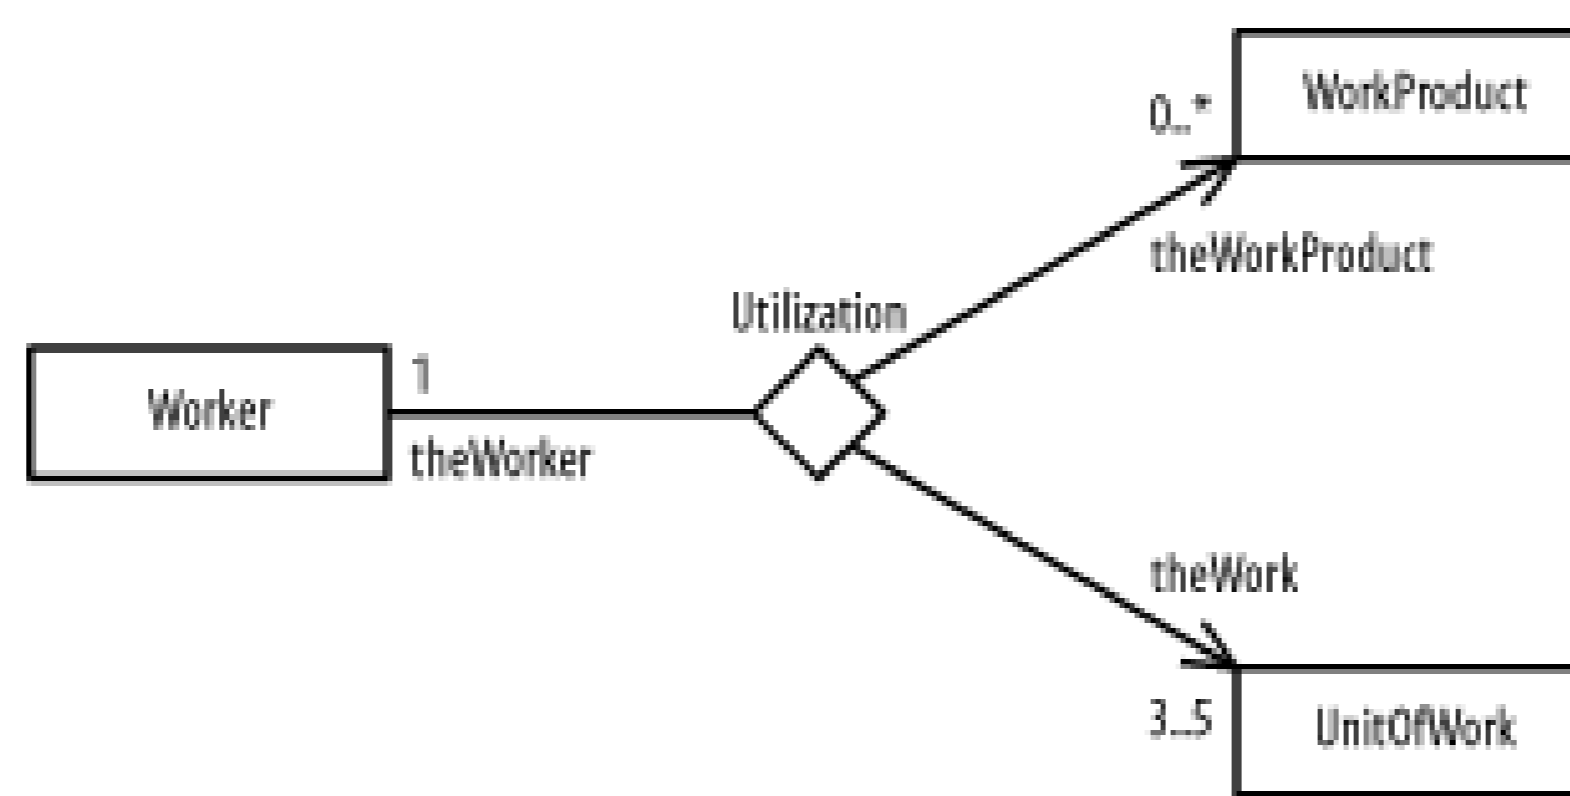 WorkProduct
0..*
theWorkProduct
Utilization
1
Worker
theWorker
theWork
3..5
UnitOfWork